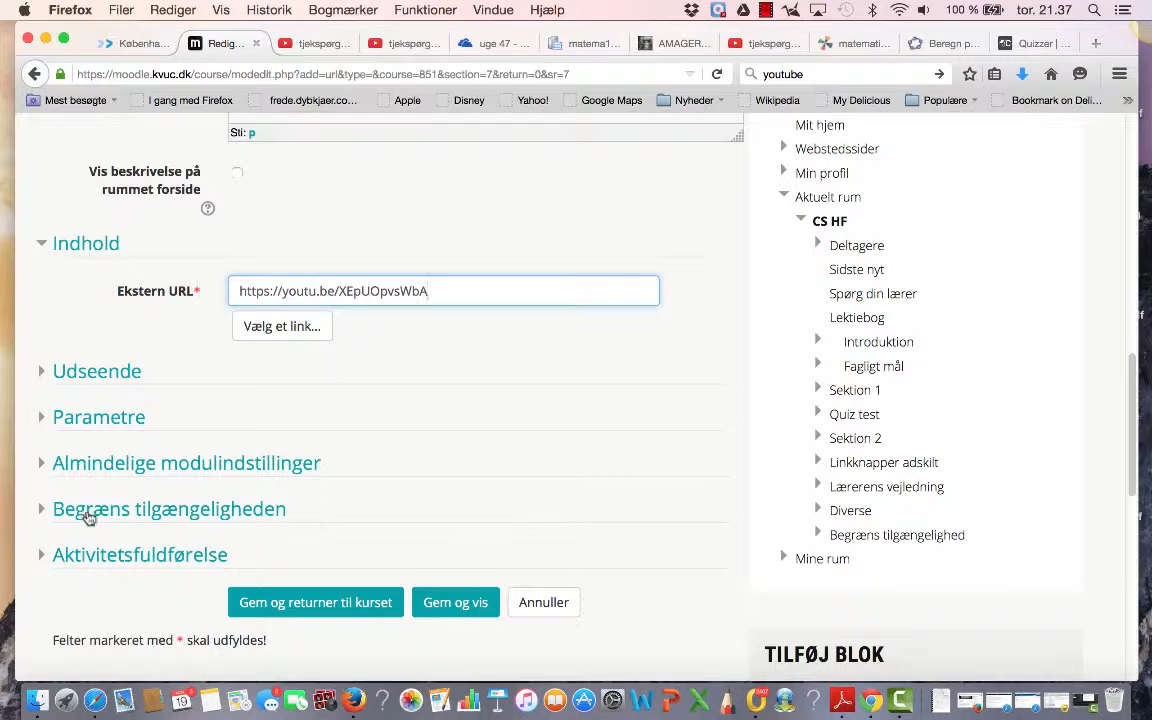 Firefox Filer Rediger Vis Historik Bogmærker Funktioner Vindue Hjælp 100 % tor. 21.37
Københa... Redig... tjekspørg... tjekspørg... uge 47 -... matema1... AMAGER... tjekspørg... matemati... Beregn p... Quizzer |...
https://moodle.kvuc.dk/course/modedit.php?add=url&type=&course=851&section=7&return=0&sr=7 youtube
Mest besøgte I gang med Firefox frede.dybkjaer.co... Apple Disney Yahoo! Google Maps Nyheder Wikipedia My Delicious Populære Bookmark on Deli...
Sti: p
Vis beskrivelse på
rummet forside
Indhold
Ekstern URL* https://youtu.be/XEpUOpvsWbA
Vælg et link...
Udseende
Parametre
Almindelige modulindstillinger
Begræns tilgængeligheden
Aktivitetsfuldførelse
Gem og returner til kurset Gem og vis Annuller
Felter markeret med * skal udfyldes!
Mit hjem
Webstedssider
Min profil
Aktuelt rum
CS HF
Deltagere
Sidste nyt
Spørg din lærer
Lektiebog
Introduktion
Fagligt mål
Sektion 1
Quiz test
Sektion 2
Linkknapper adskilt
Lærerens vejledning
Diverse
Begræns tilgængelighed
Mine rum
TILFØJ BLOK